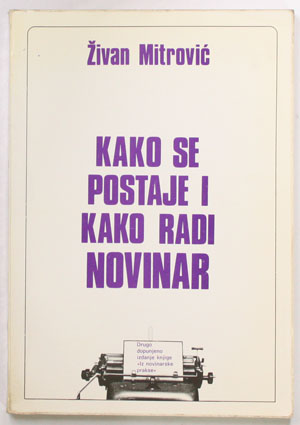 Živan Mitrović
KAKO SE
POSTAJE I
KAKO RADI
NOVINAR
Drugo
dopunjeno
izdanje knjige
»Iz novinarske
prakse«